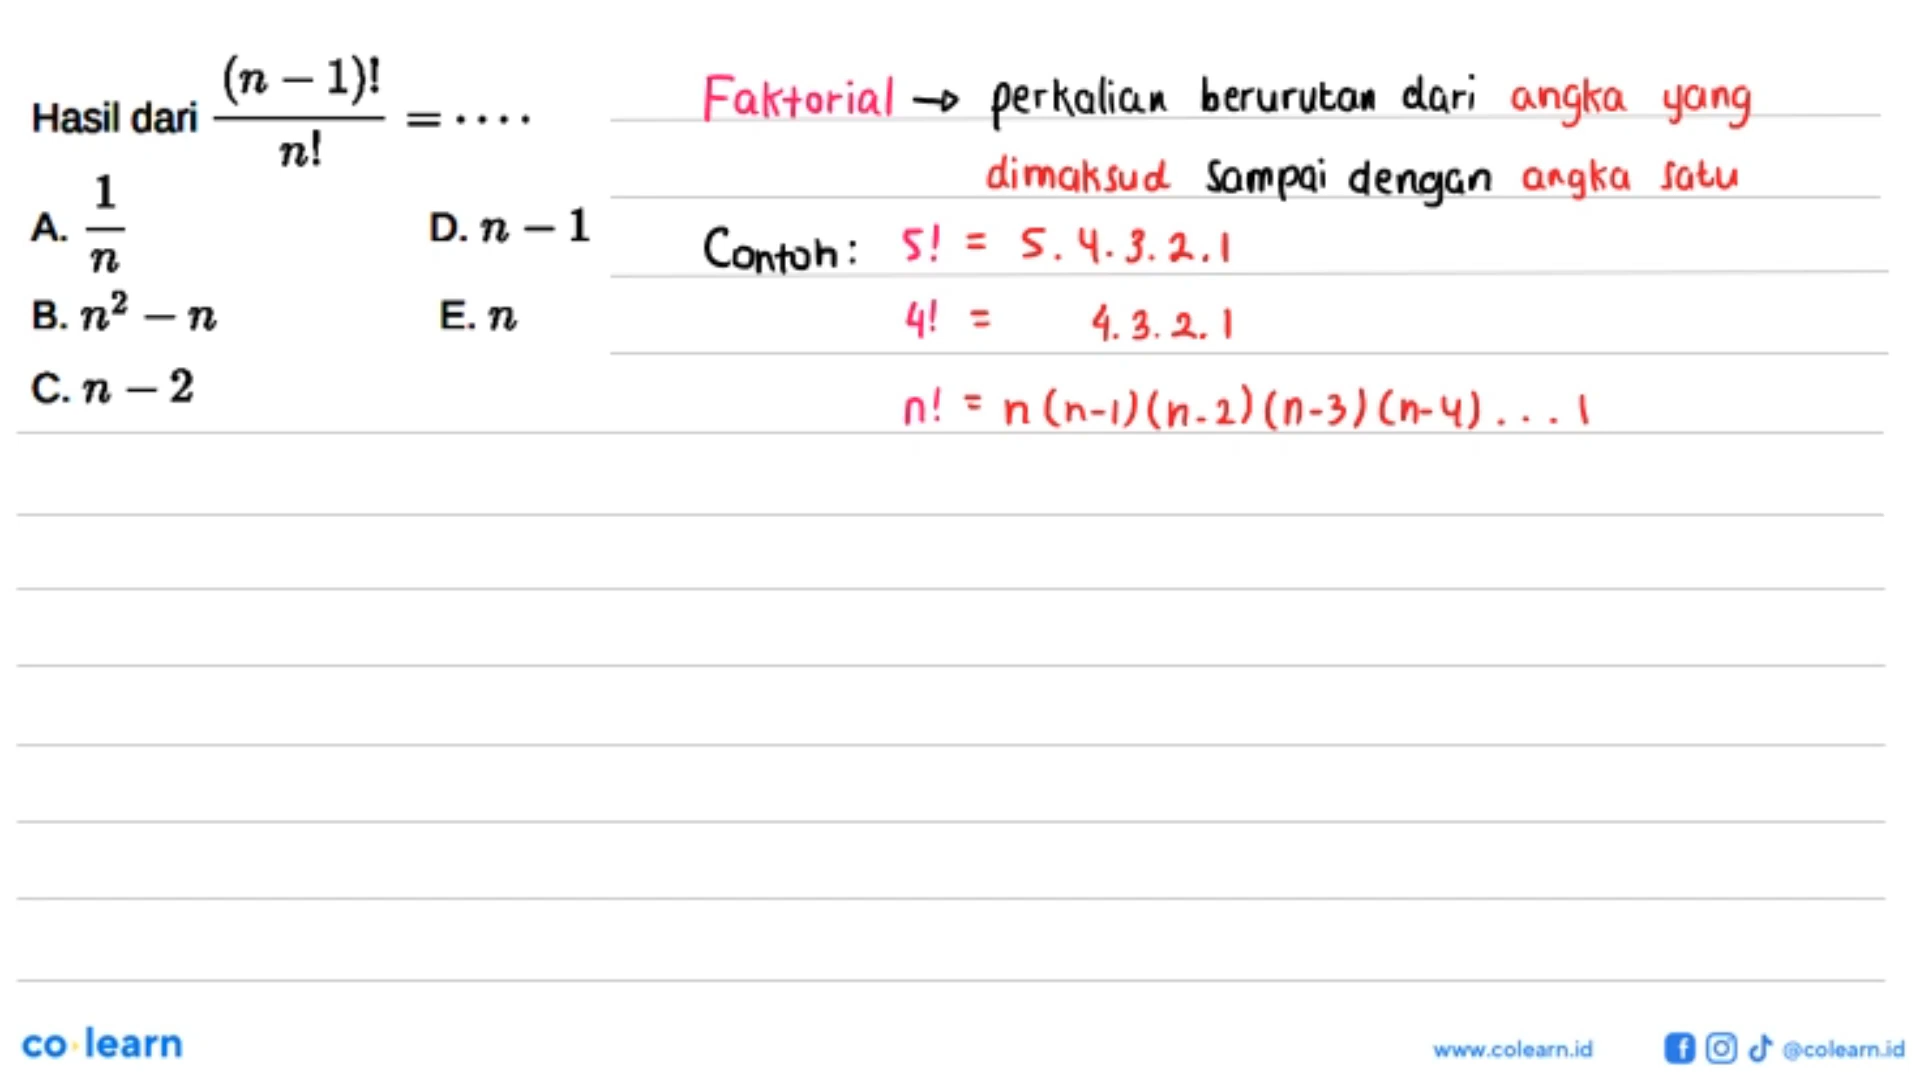 Hasil dari (n − 1)!/n! = ····
A. 1/n
B. n² − n
C. n − 2
D. n − 1
E. n
Faktorial → perkalian berurutan dari angka yang
dimaksud sampai dengan angka satu
Contoh: 5! = 5.4.3.2.1
4! = 4.3.2.1
n! = n(n-1)(n-2)(n-3)(n-4)...1
co·learn
www.colearn.id
@colearn.id